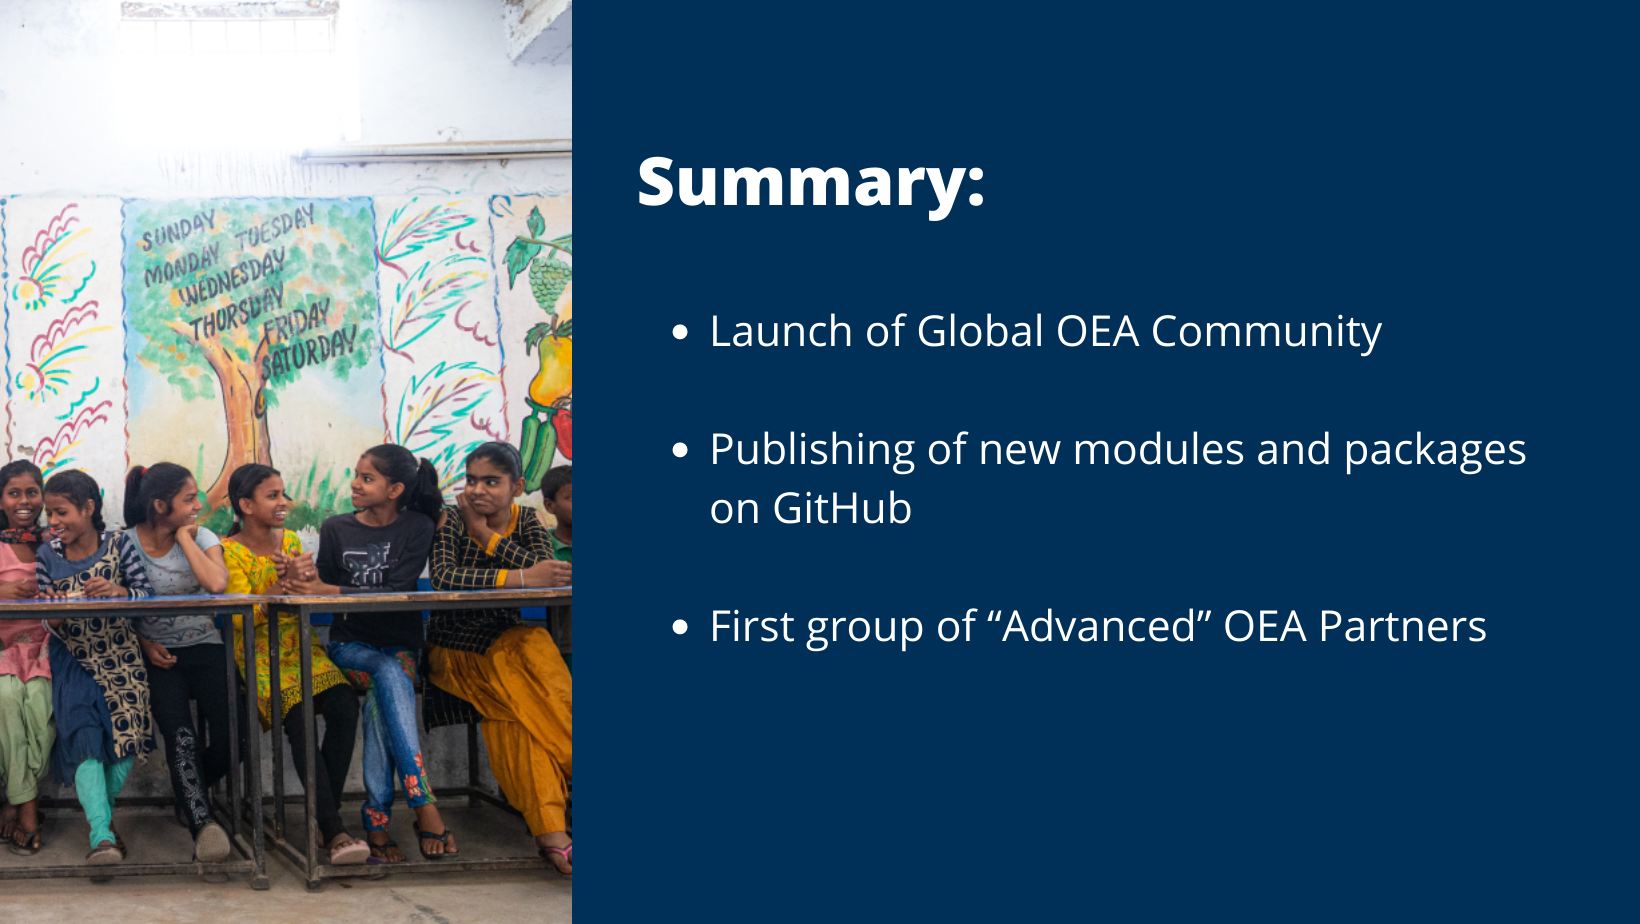 SUNDAY
MONDAY TUESDAY
WEDNESDAY
THORSDAY
FRIDAY
SATURDAY
Summary:
• Launch of Global OEA Community
• Publishing of new modules and packages
on GitHub
• First group of “Advanced” OEA Partners